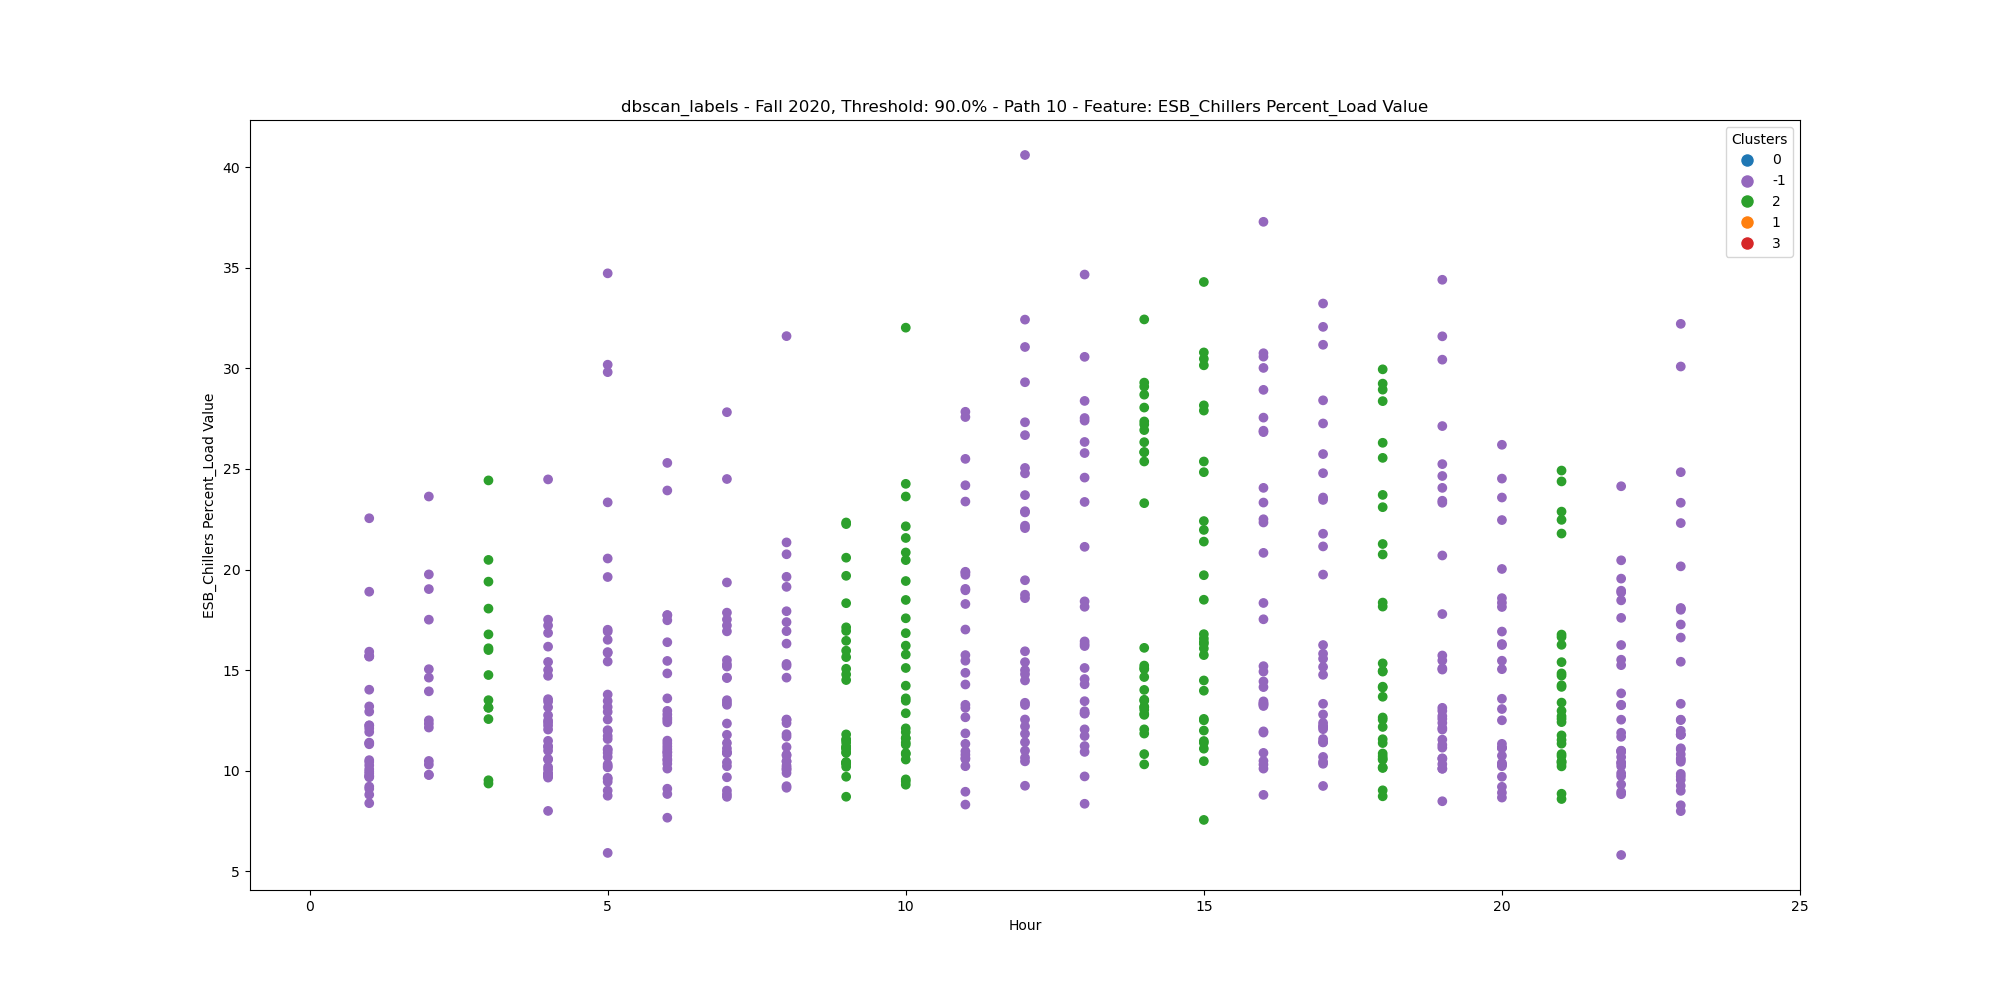 dbscan_labels - Fall 2020, Threshold: 90.0% - Path 10 - Feature: ESB_Chillers Percent_Load Value
Clusters
0
-1
2
1
3
40
35
30
25
20
15
10
5
ESB_Chillers Percent_Load Value
0 5 10 15 20 25
Hour